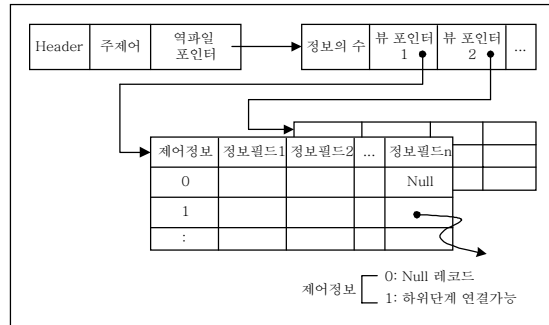 Header 주제어 역파일 포인터 정보의 수 뷰 포인터 1 뷰 포인터 2 ...
제어정보 정보필드1 정보필드2 ... 정보필드n
0 Null
1
:
제어정보
0: Null 레코드
1: 하위단계 연결가능